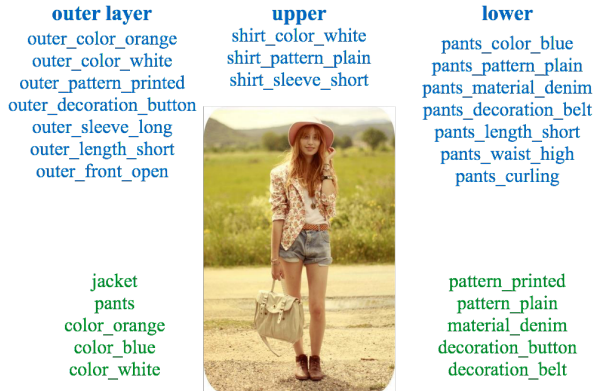 outer layer
outer_color_orange
outer_color_white
outer_pattern_printed
outer_decoration_button
outer_sleeve_long
outer_length_short
outer_front_open
upper
shirt_color_white
shirt_pattern_plain
shirt_sleeve_short
lower
pants_color_blue
pants_pattern_plain
pants_material_denim
pants_decoration_belt
pants_length_short
pants_waist_high
pants_curling
jacket
pants
color_orange
color_blue
color_white
pattern_printed
pattern_plain
material_denim
decoration_button
decoration_belt